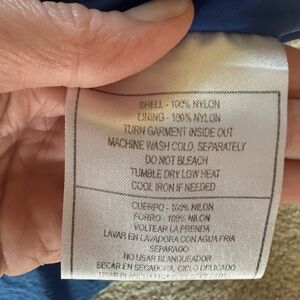 SHELL - 100% NYLON
LINING - 100% NYLON
TURN GARMENT INSIDE OUT
MACHINE WASH COLD, SEPARATELY
DO NOT BLEACH
TUMBLE DRY LOW HEAT
COOL IRON IF NEEDED
CUERPO - 100% NILON
FORRO - 100% NILON
VOLTEAR LA PRENDA
LAVAR EN LAVADORA CON AGUA FRIA
SEPARADO
NO USAR BLANQUEADOR
SECAR EN SECADORA, CICLO DELICADO